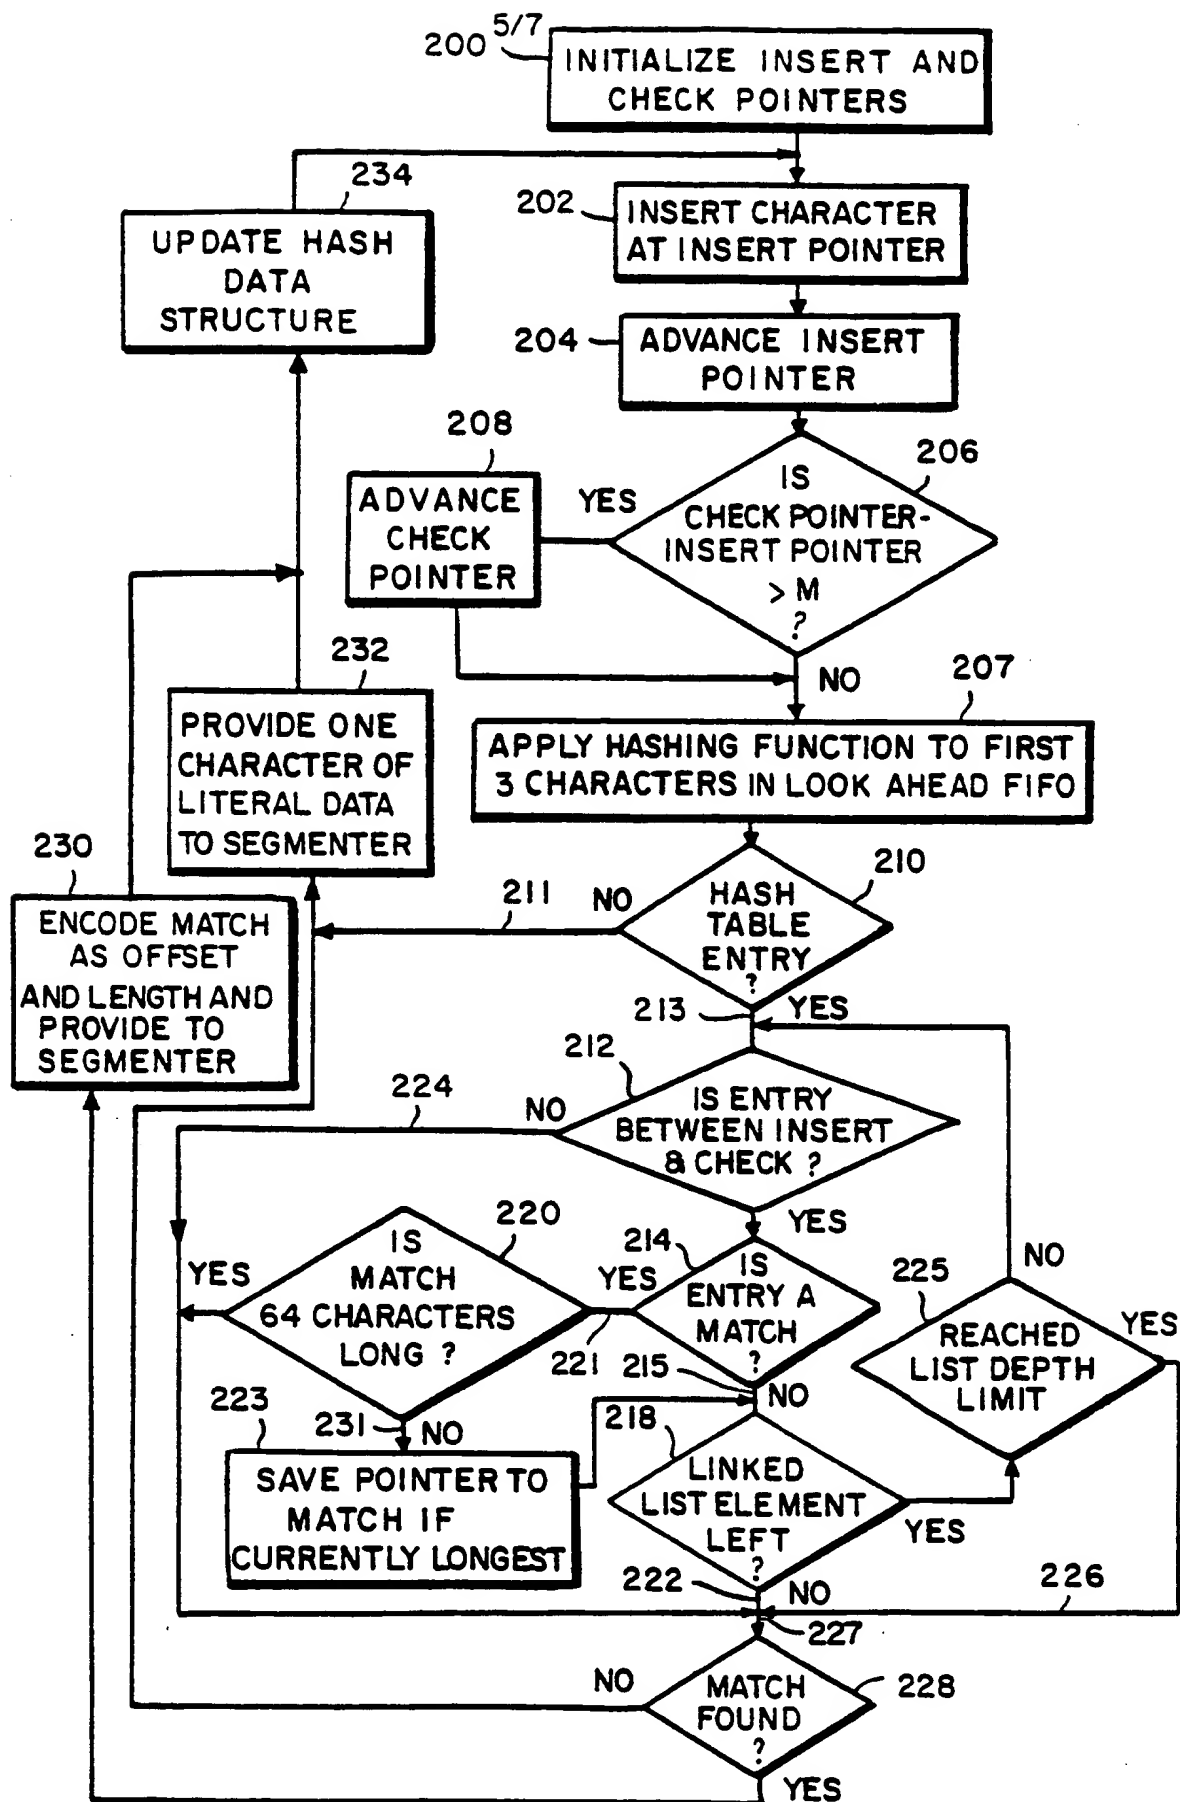 5/7
200
INITIALIZE INSERT AND
CHECK POINTERS
234
202
INSERT CHARACTER
AT INSERT POINTER
UPDATE HASH
DATA
STRUCTURE
204
ADVANCE INSERT
POINTER
208
206
ADVANCE
CHECK
POINTER
YES
IS
CHECK POINTER-
INSERT POINTER
> M
?
NO
232
207
PROVIDE ONE
CHARACTER OF
LITERAL DATA
TO SEGMENTER
APPLY HASHING FUNCTION TO FIRST
3 CHARACTERS IN LOOK AHEAD FIFO
230
211
NO
210
HASH
TABLE
ENTRY
?
ENCODE MATCH
AS OFFSET
AND LENGTH AND
PROVIDE TO
SEGMENTER
213
YES
212
224
NO
IS ENTRY
BETWEEN INSERT
& CHECK ?
YES
220
214
YES
IS
MATCH
64 CHARACTERS
LONG ?
YES
221
IS
ENTRY A
MATCH
?
225
NO
YES
REACHED
LIST DEPTH
LIMIT
215
NO
223
231
NO
218
SAVE POINTER TO
MATCH IF
CURRENTLY LONGEST
LINKED
LIST ELEMENT
LEFT
?
YES
222
NO
226
227
NO
228
MATCH
FOUND
?
YES